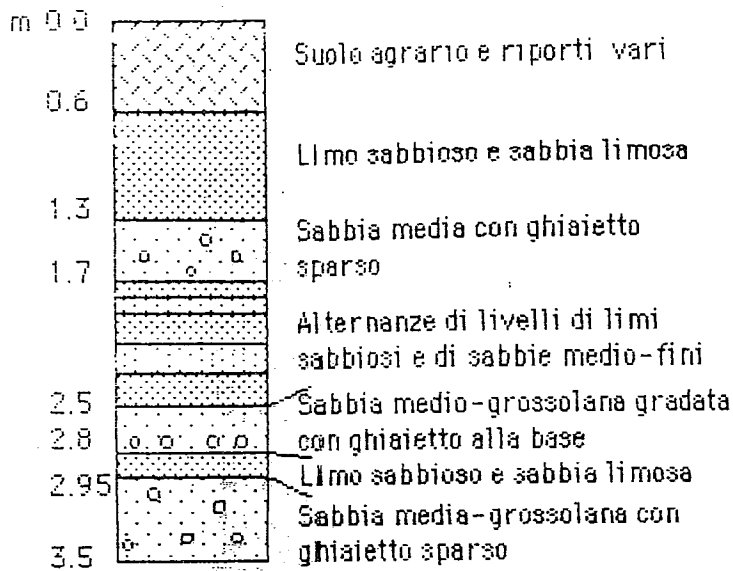 m 0.0
Suolo agrario e riporti vari
0.6
Limo sabbioso e sabbia limosa
1.3
Sabbia media con ghiaietto
sparso
1.7
Alternanze di livelli di limi
sabbiosi e di sabbie medio-fini
2.5
Sabbia medio-grossolana gradata
con ghiaietto alla base
2.8
Limo sabbioso e sabbia limosa
2.95
Sabbia media-grossolana con
ghiaietto sparso
3.5